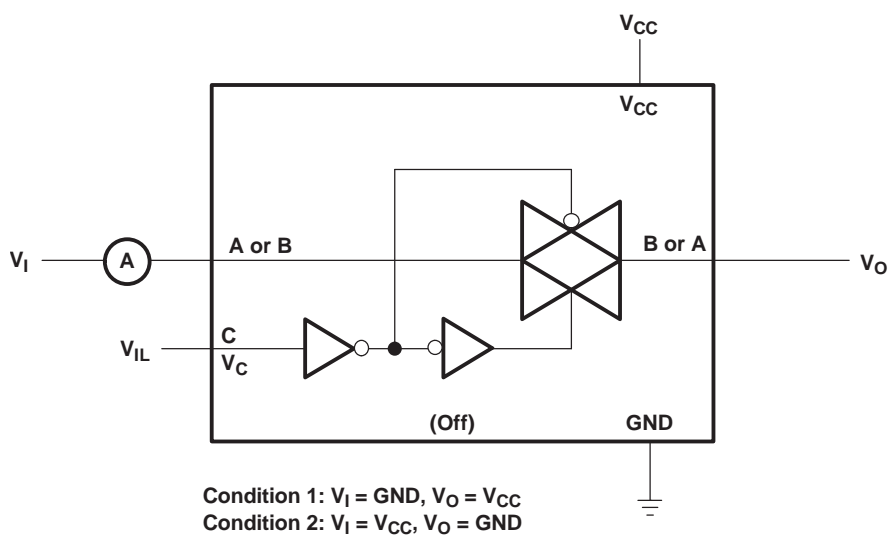 VCC
VCC
VI
A
A or B
B or A
VO
VIL
C
VC
(Off)
GND
Condition 1: VI = GND, VO = VCC
Condition 2: VI = VCC, VO = GND